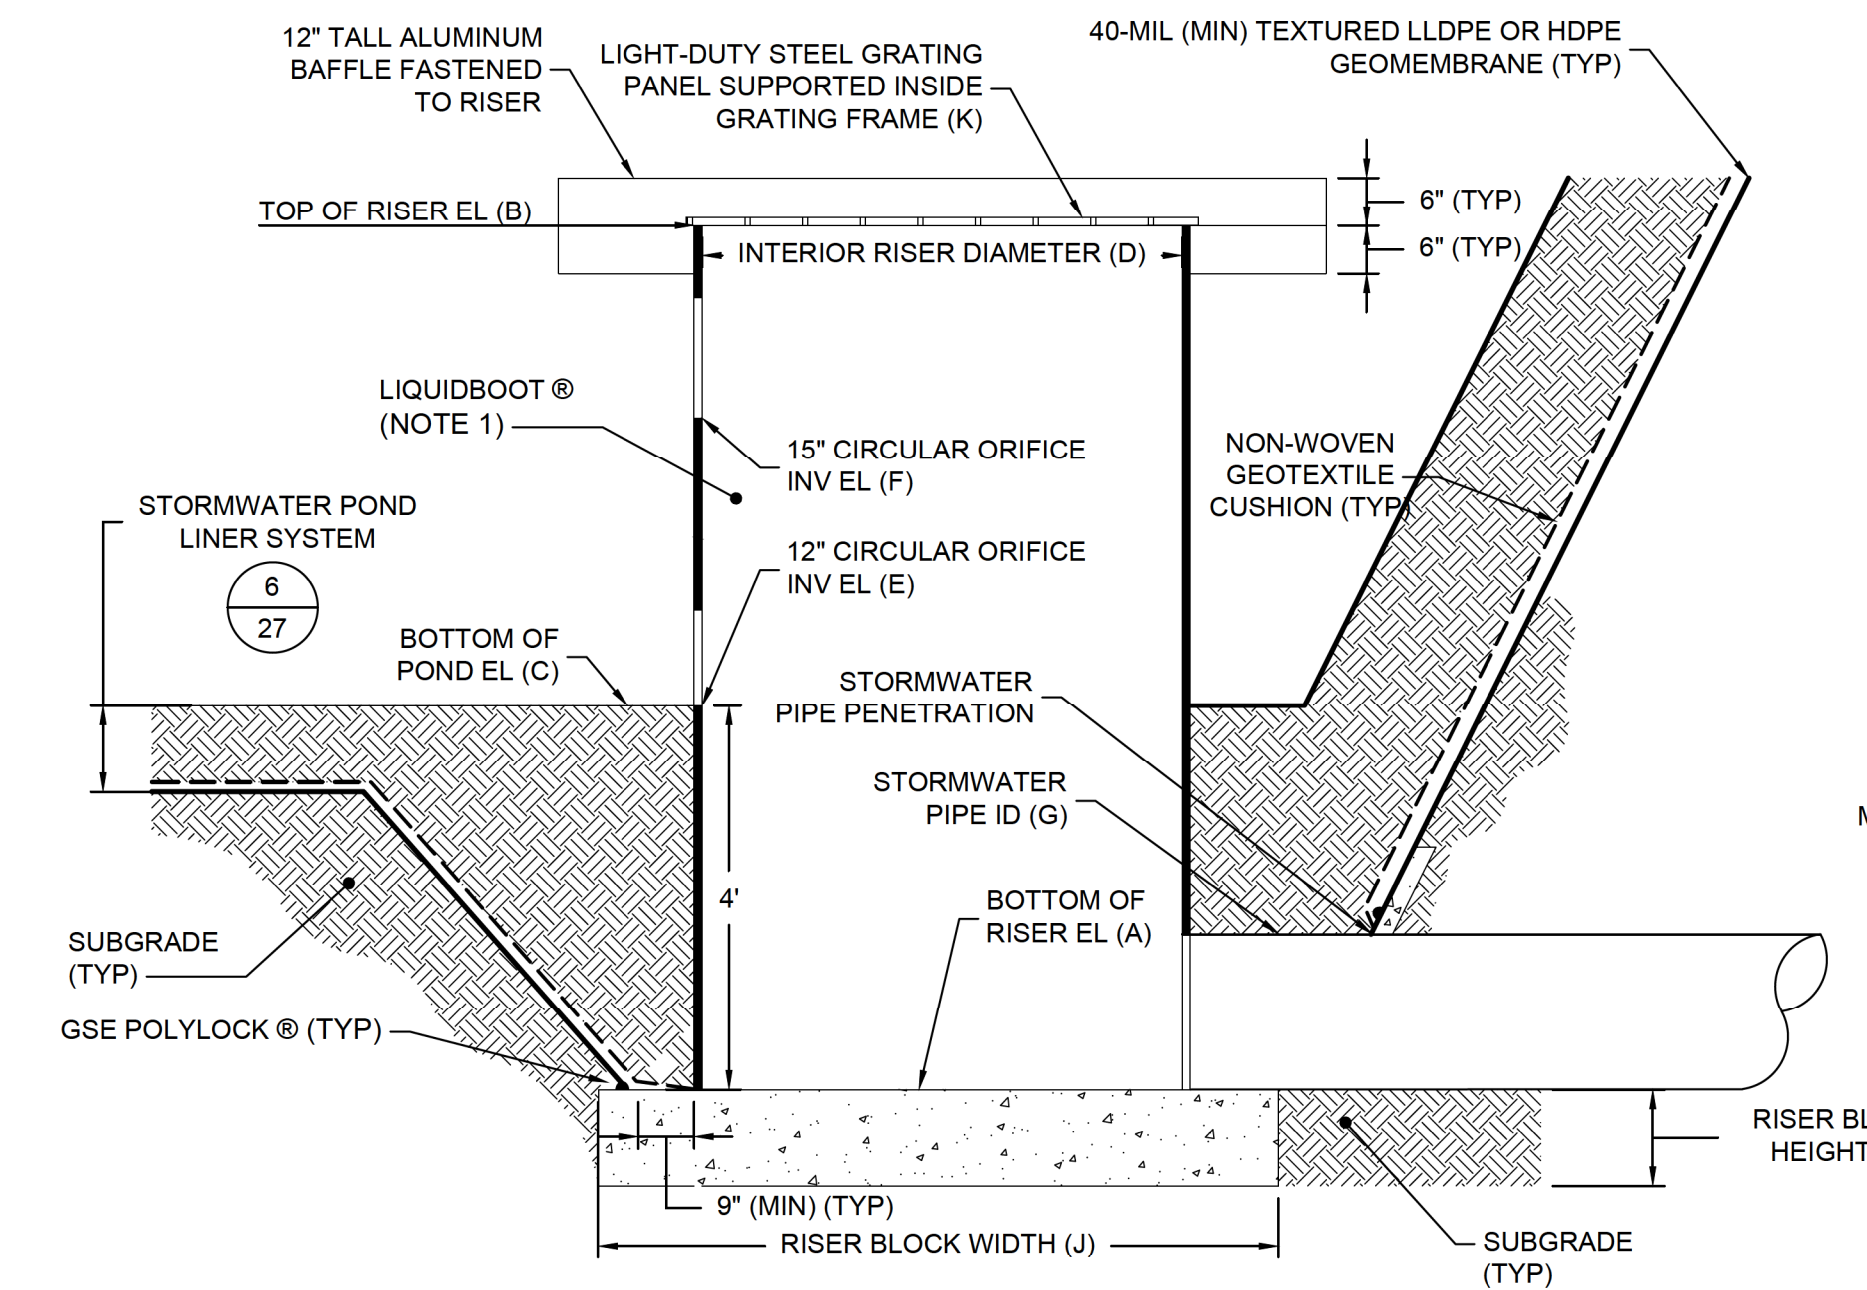 12" TALL ALUMINUM
BAFFLE FASTENED
TO RISER
LIGHT-DUTY STEEL GRATING
PANEL SUPPORTED INSIDE
GRATING FRAME (K)
40-MIL (MIN) TEXTURED LLDPE OR HDPE
GEOMEMBRANE (TYP)
TOP OF RISER EL (B)
6" (TYP)
6" (TYP)
INTERIOR RISER DIAMETER (D)
LIQUIDBOOT ®
(NOTE 1)
15" CIRCULAR ORIFICE
INV EL (F)
NON-WOVEN
GEOTEXTILE
CUSHION (TYP)
STORMWATER POND
LINER SYSTEM
6
27
12" CIRCULAR ORIFICE
INV EL (E)
BOTTOM OF
POND EL (C)
STORMWATER
PIPE PENETRATION
STORMWATER
PIPE ID (G)
M
4'
BOTTOM OF
RISER EL (A)
SUBGRADE
(TYP)
GSE POLYLOCK ® (TYP)
RISER BL
HEIGHT
9" (MIN) (TYP)
RISER BLOCK WIDTH (J)
SUBGRADE
(TYP)